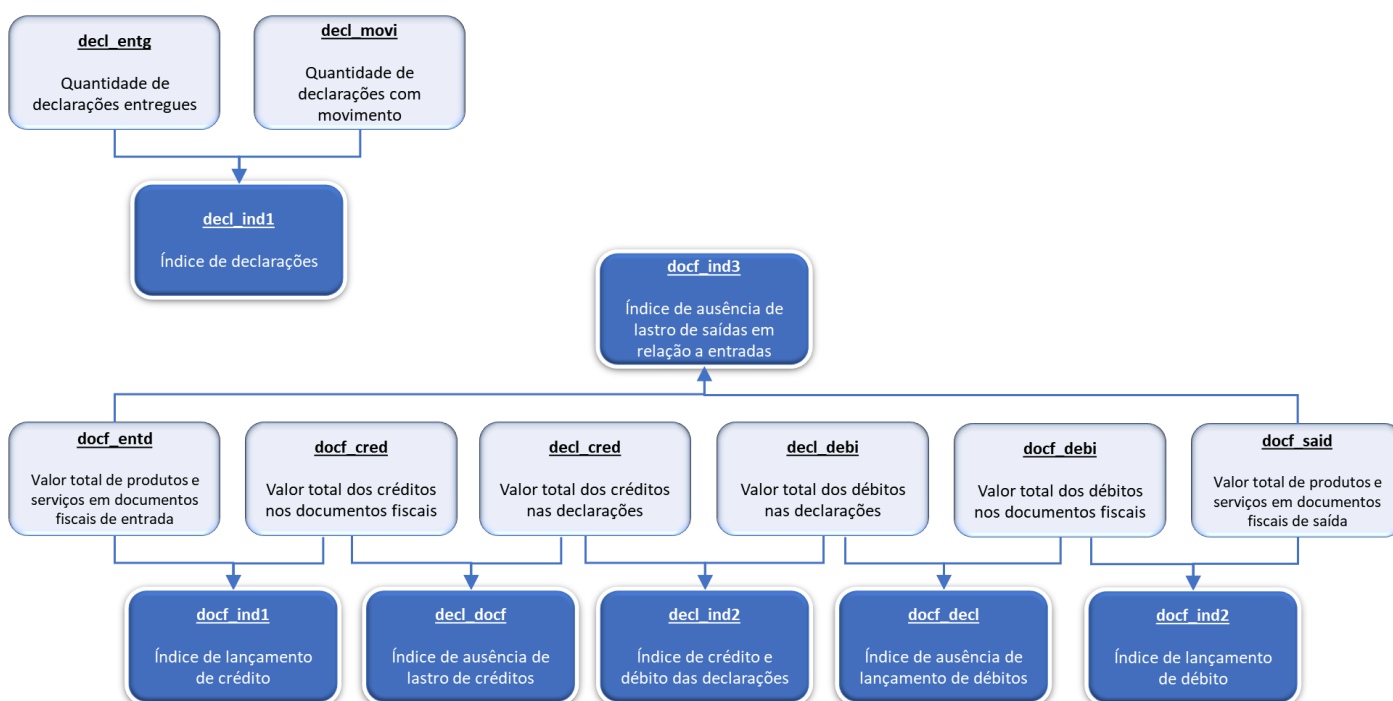 decl_entg
Quantidade de
declarações entregues
decl_movi
Quantidade de
declarações com
movimento
decl_ind1
Índice de declarações
docf_ind3
Índice de ausência de
lastro de saídas em
relação a entradas
docf_entd
Valor total de produtos e
serviços em documentos
fiscais de entrada
docf_cred
Valor total dos créditos
nos documentos fiscais
decl_cred
Valor total dos créditos
nas declarações
decl_debi
Valor total dos débitos
nas declarações
docf_debi
Valor total dos débitos
nos documentos fiscais
docf_said
Valor total de produtos e
serviços em documentos
fiscais de saída
docf_ind1
Índice de lançamento
de crédito
decl_docf
Índice de ausência de
lastro de créditos
decl_ind2
Índice de crédito e
débito das declarações
docf_decl
Índice de ausência de
lançamento de débitos
docf_ind2
Índice de lançamento
de débito